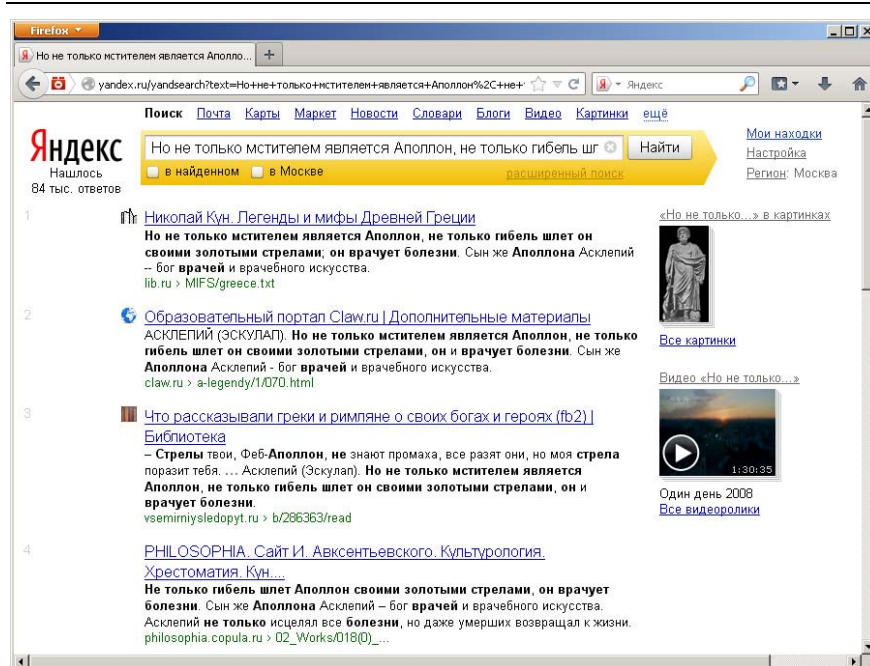 Firefox
Но не только мстителем является Аполло...
yandex.ru/yandsearch?text=Но+не+только+мстителем+является+Аполлон%2C+не+
Яндекс
Поиск Почта Карты Маркет Новости Словари Блоги Видео Картинки ещё
Яндекс
Нашлось
84 тыс. ответов
Но не только мстителем является Аполлон, не только гибель шг
Найти
в найденном в Москве расширенный поиск
Мои находки
Настройка
Регион: Москва
1
Николай Кун. Легенды и мифы Древней Греции
Но не только мстителем является Аполлон, не только гибель шлет он
своими золотыми стрелами; он врачует болезни. Сын же Аполлона Асклепий
-- бог врачей и врачебного искусства.
lib.ru › MIFS/greece.txt
2
Образовательный портал Claw.ru | Дополнительные материалы
АСКЛЕПИЙ (ЭСКУЛАП). Но не только мстителем является Аполлон, не только
гибель шлет он своими золотыми стрелами, он и врачует болезни. Сын же
Аполлона Асклепий - бог врачей и врачебного искусства.
claw.ru › a-legendy/1/070.html
3
Что рассказывали греки и римляне о своих богах и героях (fb2) |
Библиотека
– Стрелы твои, Феб-Аполлон, не знают промаха, все разят они, но моя стрела
поразит тебя. ... Асклепий (Эскулап). Но не только мстителем является
Аполлон, не только гибель шлет он своими золотыми стрелами, он и
врачует болезни.
vsemirniysledopyt.ru › b/286363/read
4
PHILOSOPHIA. Сайт И. Авксентьевского. Культурология.
Хрестоматия. Кун....
Не только гибель шлет Аполлон своими золотыми стрелами, он врачует
болезни. Сын же Аполлона Асклепий – бог врачей и врачебного искусства.
Асклепий не только исцелял все болезни, но даже умерших возвращал к жизни.
philosophia.copula.ru › 02_Works/018(0)_...
«Но не только...» в картинках
Все картинки
Видео «Но не только...»
1:30:35
Один день 2008
Все видеоролики